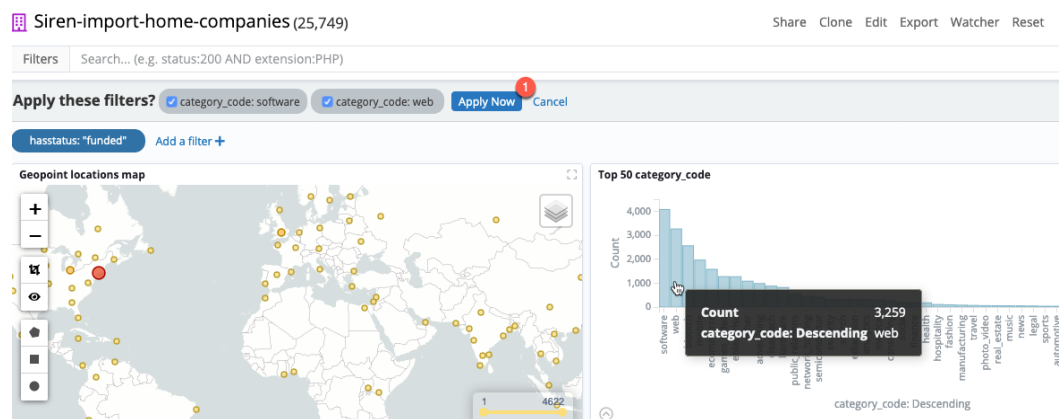 Siren-import-home-companies (25,749)
Share Clone Edit Export Watcher Reset
Filters Search... (e.g. status:200 AND extension:PHP)
Apply these filters? category_code: software category_code: web Apply Now 1 Cancel
hasstatus: "funded" Add a filter +
Geopoint locations map
Top 50 category_code
+
−
1 4622
4,000
3,000
2,000
1,000
0
Count
Count 3,259
category_code: Descending web
software
web
health
hospitality
fashion
manufacturing
travel
photo_video
real_estate
music
news
legal
sports
automotive
category_code: Descending